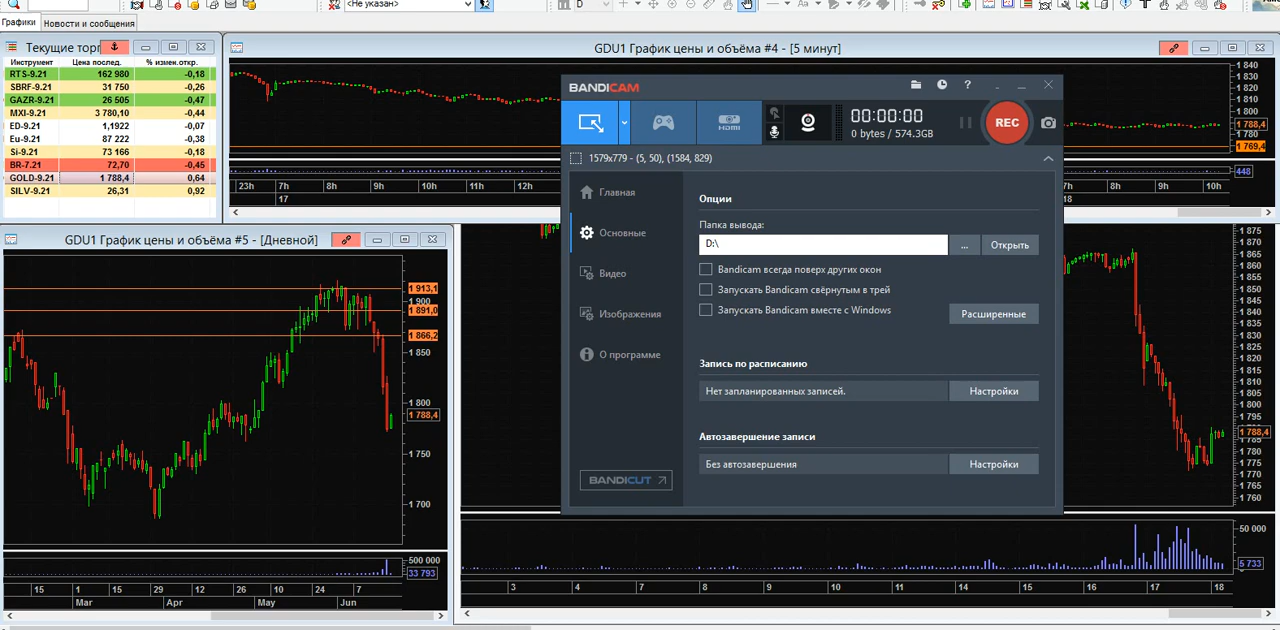 <Не указан>
D
Aa
Графики
Новости и сообщения
Текущие торг
Инструмент Цена послед. % измен.откр.
RTS-9.21 162 980 -0,18
SBRF-9.21 31 750 -0,26
GAZR-9.21 26 505 -0,47
MXI-9.21 3 780,10 -0,44
ED-9.21 1,1922 -0,07
Eu-9.21 87 222 -0,38
Si-9.21 73 166 -0,18
BR-7.21 72,70 -0,45
GOLD-9.21 1 788,4 0,64
SILV-9.21 26,31 0,92
GDU1 График цены и объёма #4 - [5 минут]
1 840
1 830
1 820
1 810
1 800
1 788,4
1 780
1 769,4
448
23h 7h 8h 9h 10h 11h 12h 7h 8h 9h 10h
17 18
BANDICAM
?
HDMI
00:00:00
0 bytes / 574.3GB
REC
1579x779 - (5, 50), (1584, 829)
Главная
Основные
Видео
Изображения
О программе
BANDICUT
Опции
Папка вывода:
D:\
...
Открыть
Bandicam всегда поверх других окон
Запускать Bandicam свёрнутым в трей
Запускать Bandicam вместе с Windows
Расширенные
Запись по расписанию
Нет запланированных записей.
Настройки
Автозавершение записи
Без автозавершения
Настройки
GDU1 График цены и объёма #5 - [Дневной]
1 913,1
1 900
1 891,0
1 866,2
1 850
1 800
1 788,4
1 750
1 700
500 000
33 793
15 1 15 29 12 26 10 24 7
Mar Apr May Jun
1 875
1 870
1 865
1 860
1 855
1 850
1 845
1 840
1 835
1 830
1 825
1 820
1 815
1 810
1 805
1 800
1 795
1 788,4
1 785
1 780
1 775
1 770
1 765
1 760
50 000
5 733
3 4 7 8 9 10 11 14 15 16 17 18